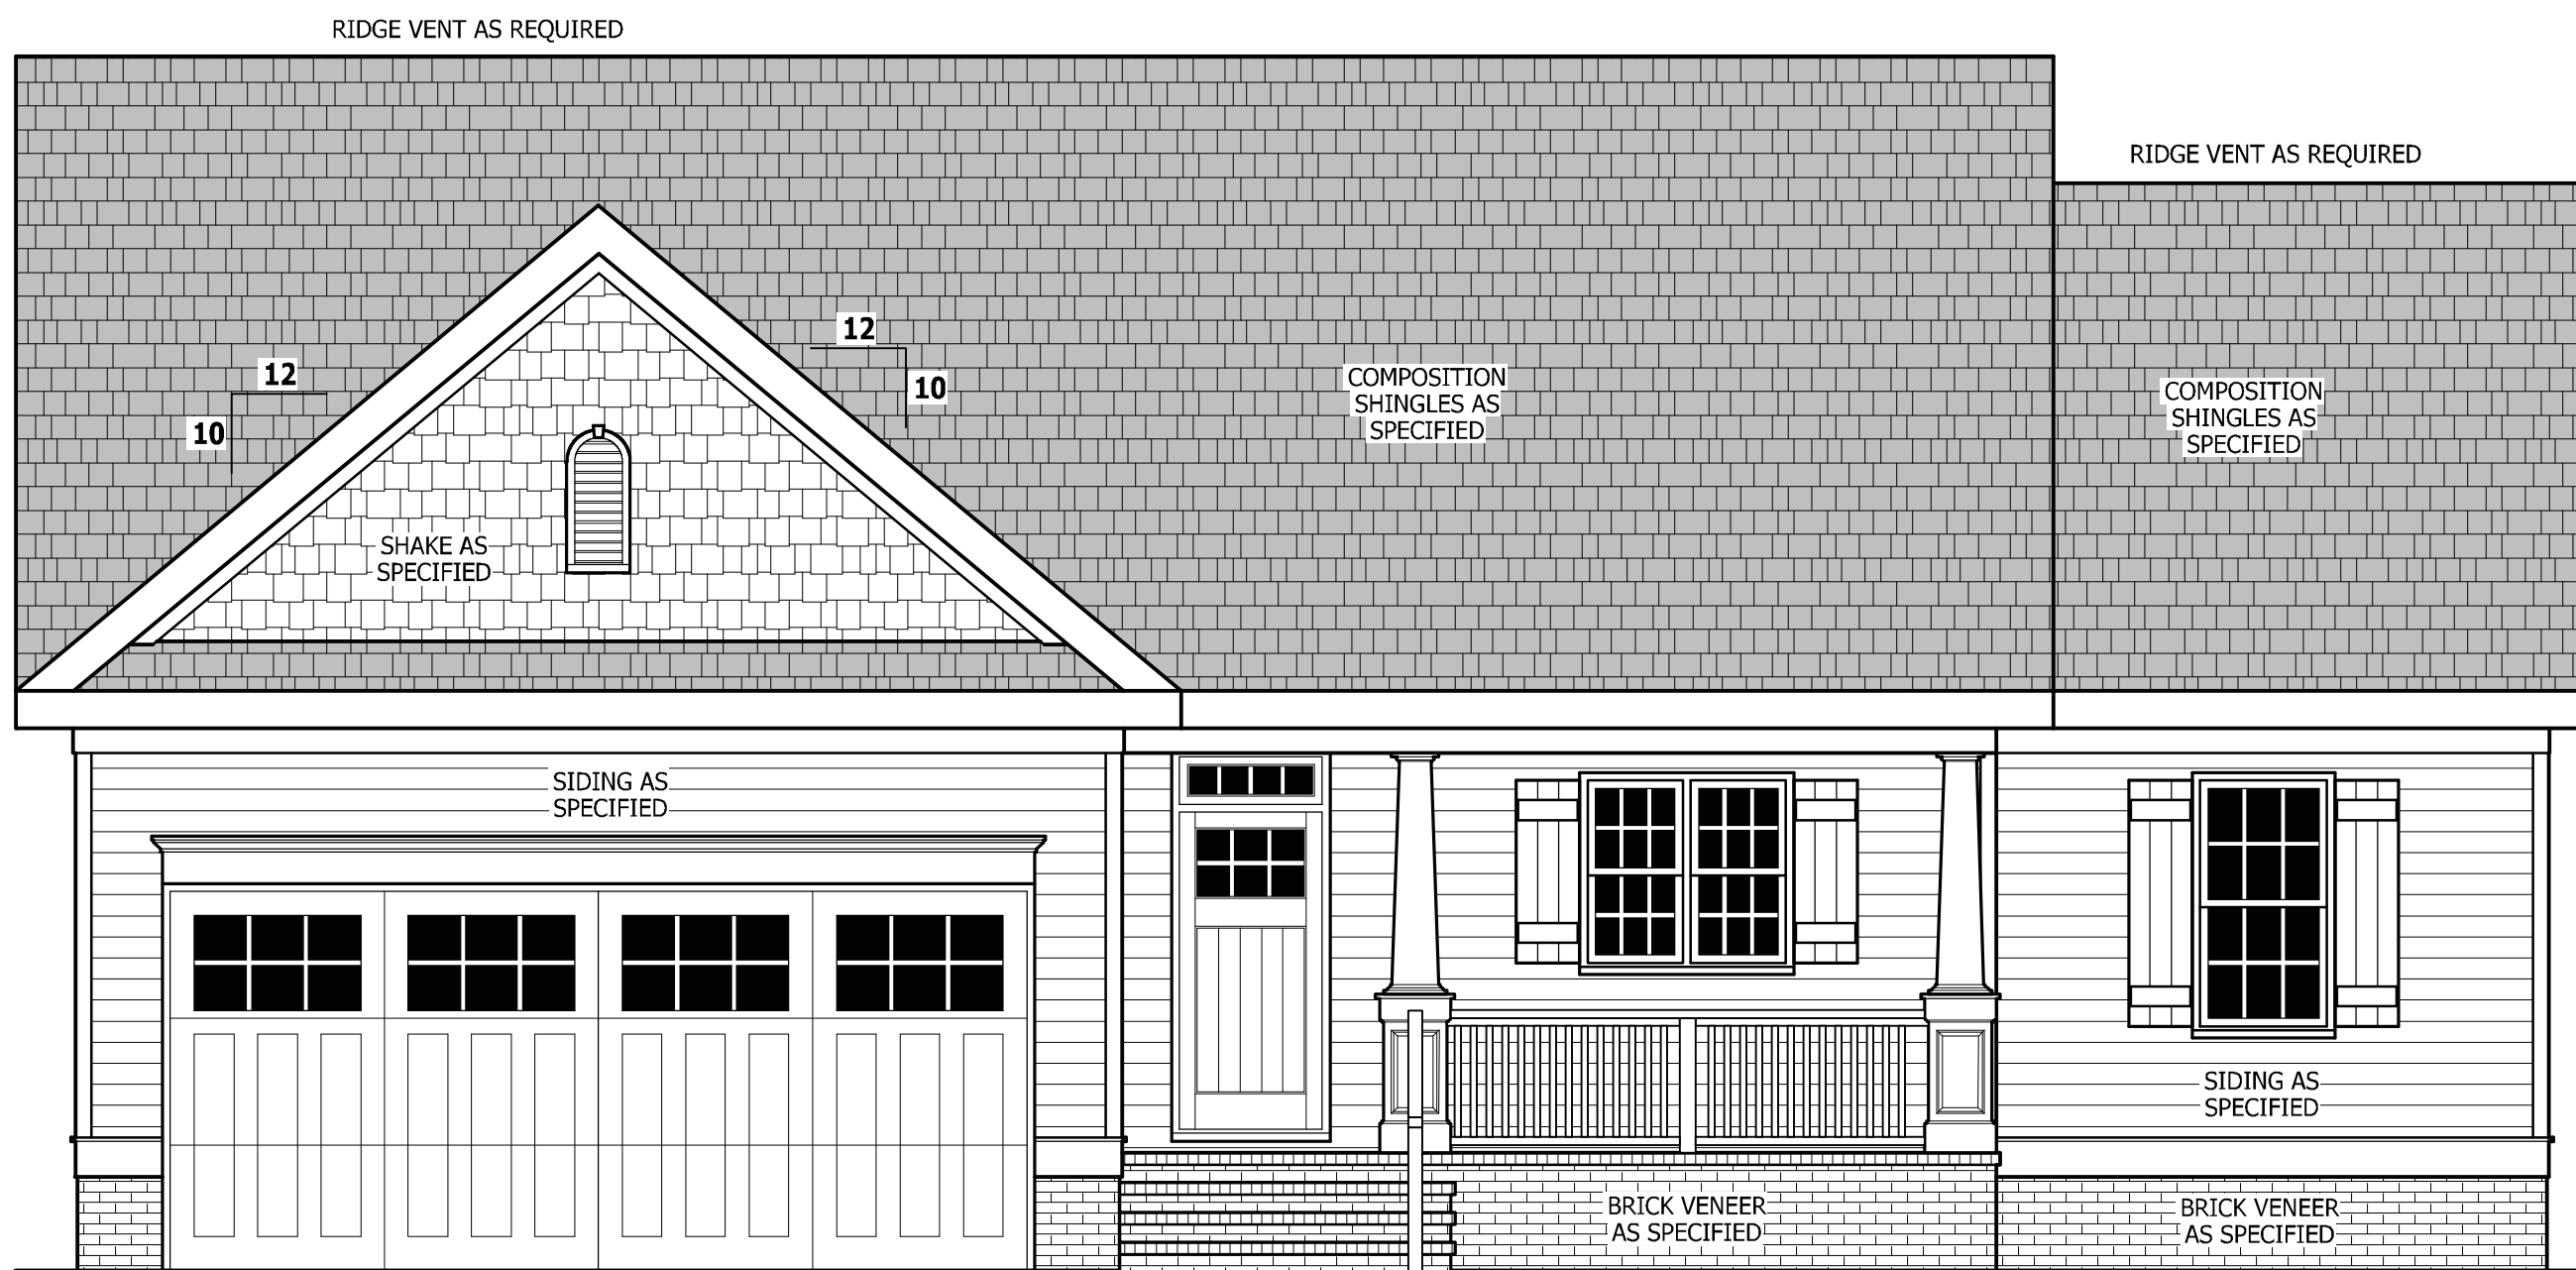 RIDGE VENT AS REQUIRED
RIDGE VENT AS REQUIRED
12
10
12
10
COMPOSITION
SHINGLES AS
SPECIFIED
COMPOSITION
SHINGLES AS
SPECIFIED
SHAKE AS
SPECIFIED
SIDING AS
SPECIFIED
SIDING AS
SPECIFIED
BRICK VENEER
AS SPECIFIED
BRICK VENEER
AS SPECIFIED